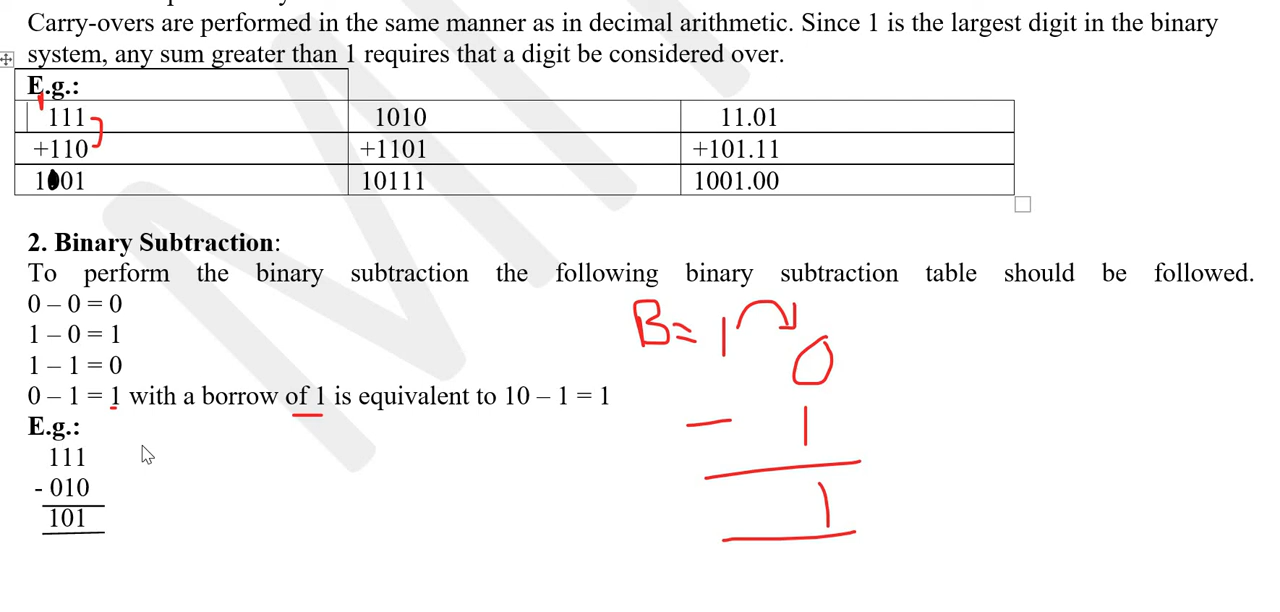 Carry-overs are performed in the same manner as in decimal arithmetic. Since 1 is the largest digit in the binary
system, any sum greater than 1 requires that a digit be considered over.
E.g.:
111 1010 11.01
+110 +1101 +101.11
1001 10111 1001.00
2. Binary Subtraction:
To perform the binary subtraction the following binary subtraction table should be followed.
0 – 0 = 0
1 – 0 = 1
1 – 1 = 0
0 – 1 = 1 with a borrow of 1 is equivalent to 10 – 1 = 1
E.g.:
111
- 010
101
B= 1
0
- 1
1